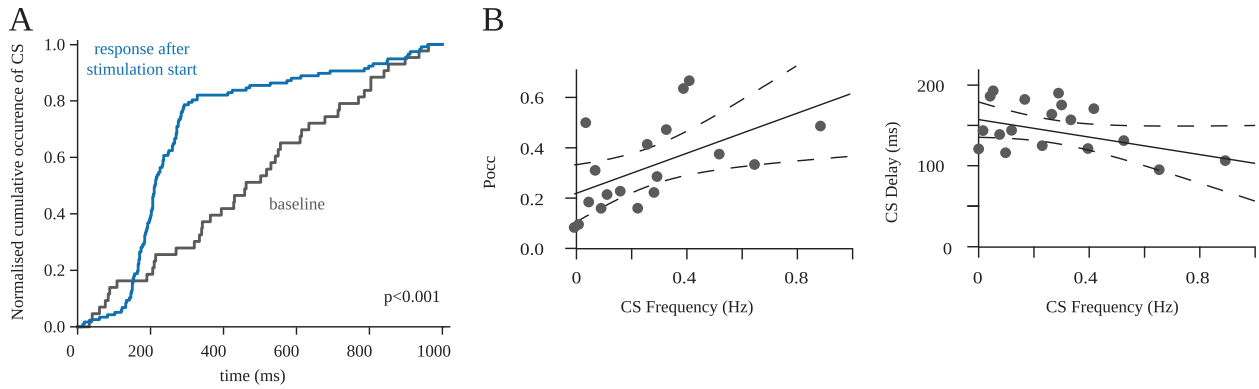 A
Normalised cumulative occurence of CS
1.0
0.8
0.6
0.4
0.2
0.0
response after
stimulation start
baseline
p<0.001
0 200 400 600 800 1000
time (ms)
B
Pocc
0.6
0.4
0.2
0.0
0 0.4 0.8
CS Frequency (Hz)
CS Delay (ms)
200
100
0
0 0.4 0.8
CS Frequency (Hz)